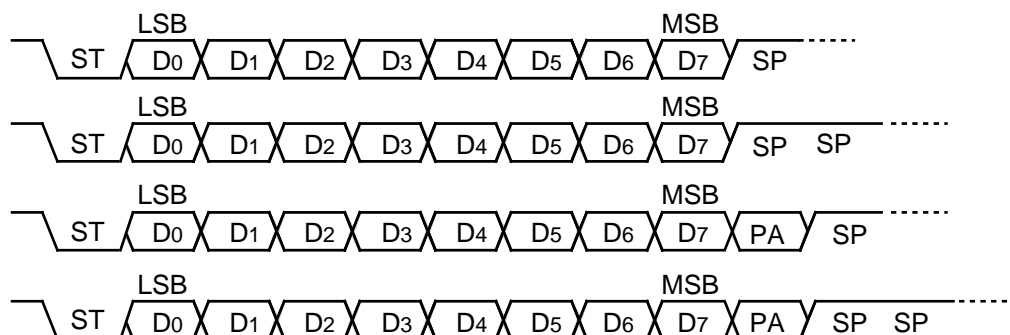 LSB MSB
ST D0 D1 D2 D3 D4 D5 D6 D7 SP
LSB MSB
ST D0 D1 D2 D3 D4 D5 D6 D7 SP SP
LSB MSB
ST D0 D1 D2 D3 D4 D5 D6 D7 PA SP
LSB MSB
ST D0 D1 D2 D3 D4 D5 D6 D7 PA SP SP